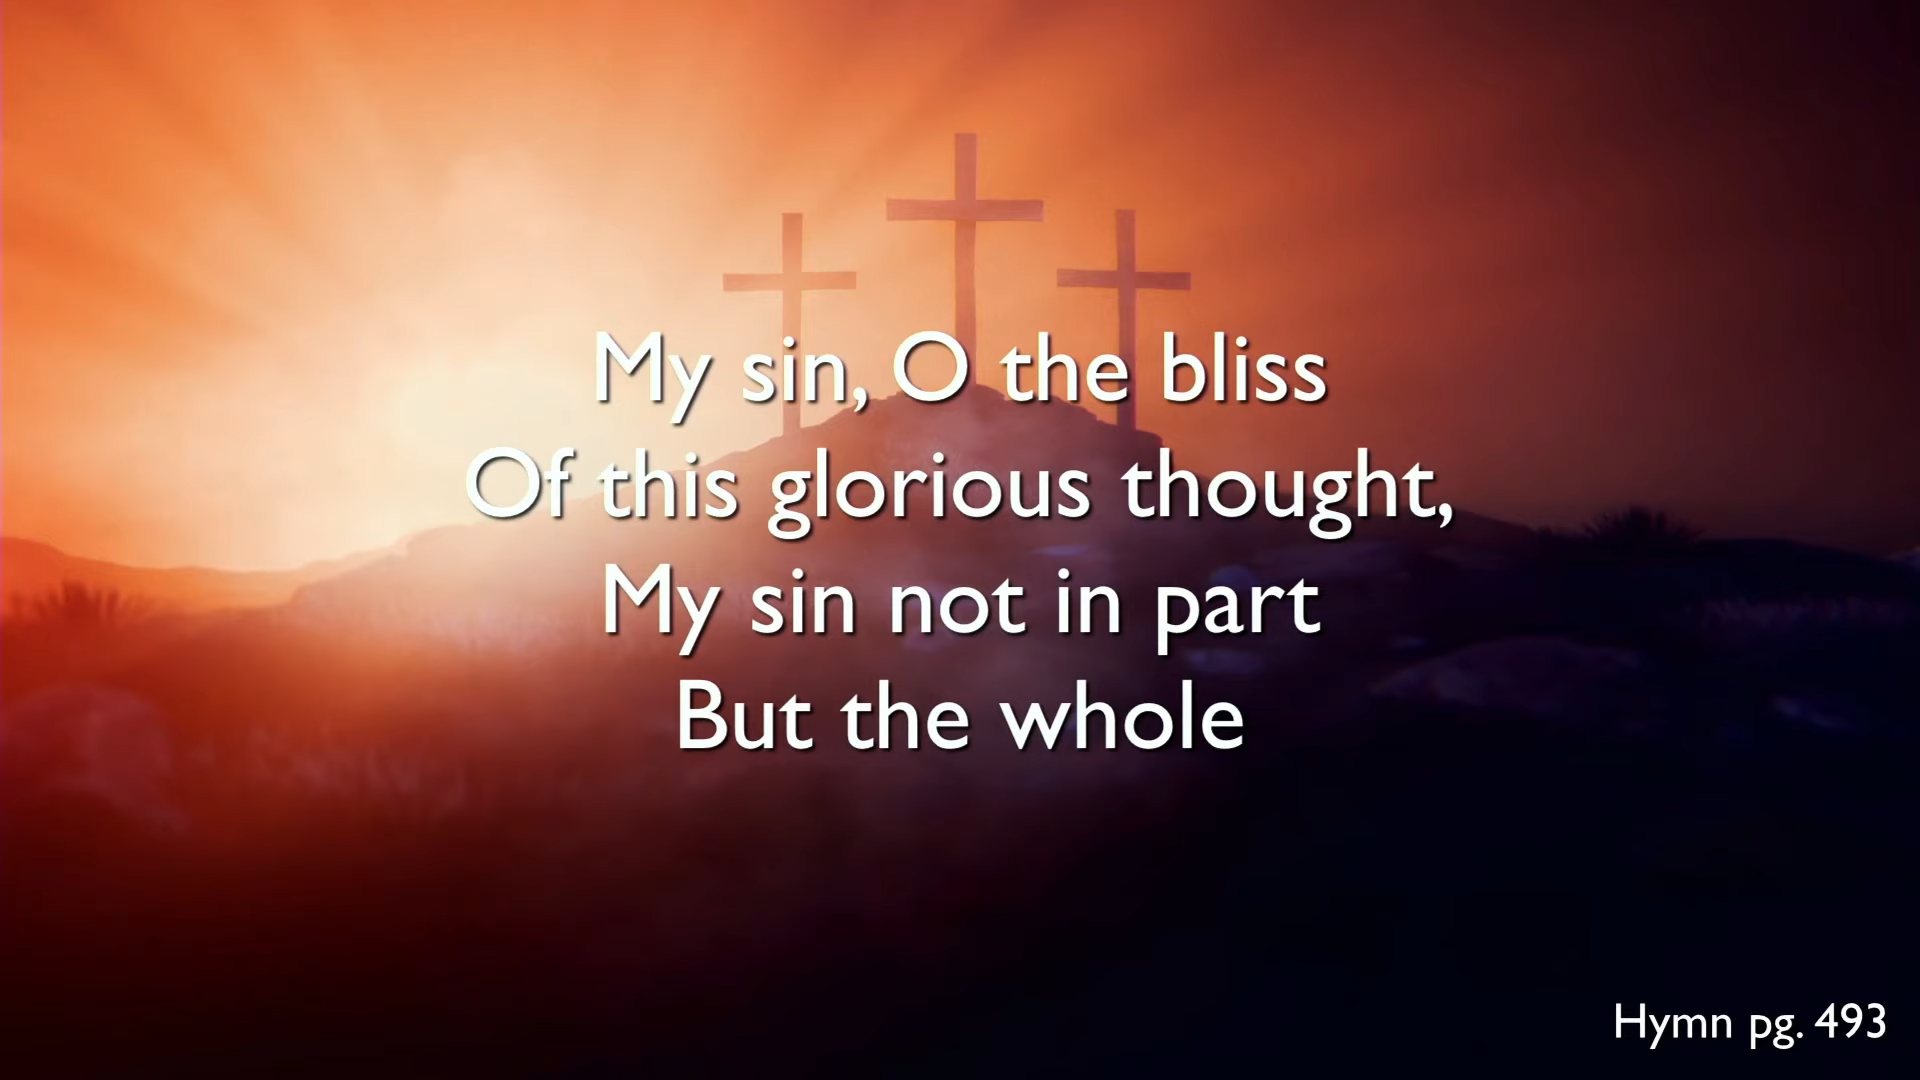 My sin, O the bliss
Of this glorious thought,
My sin not in part
But the whole
Hymn pg. 493